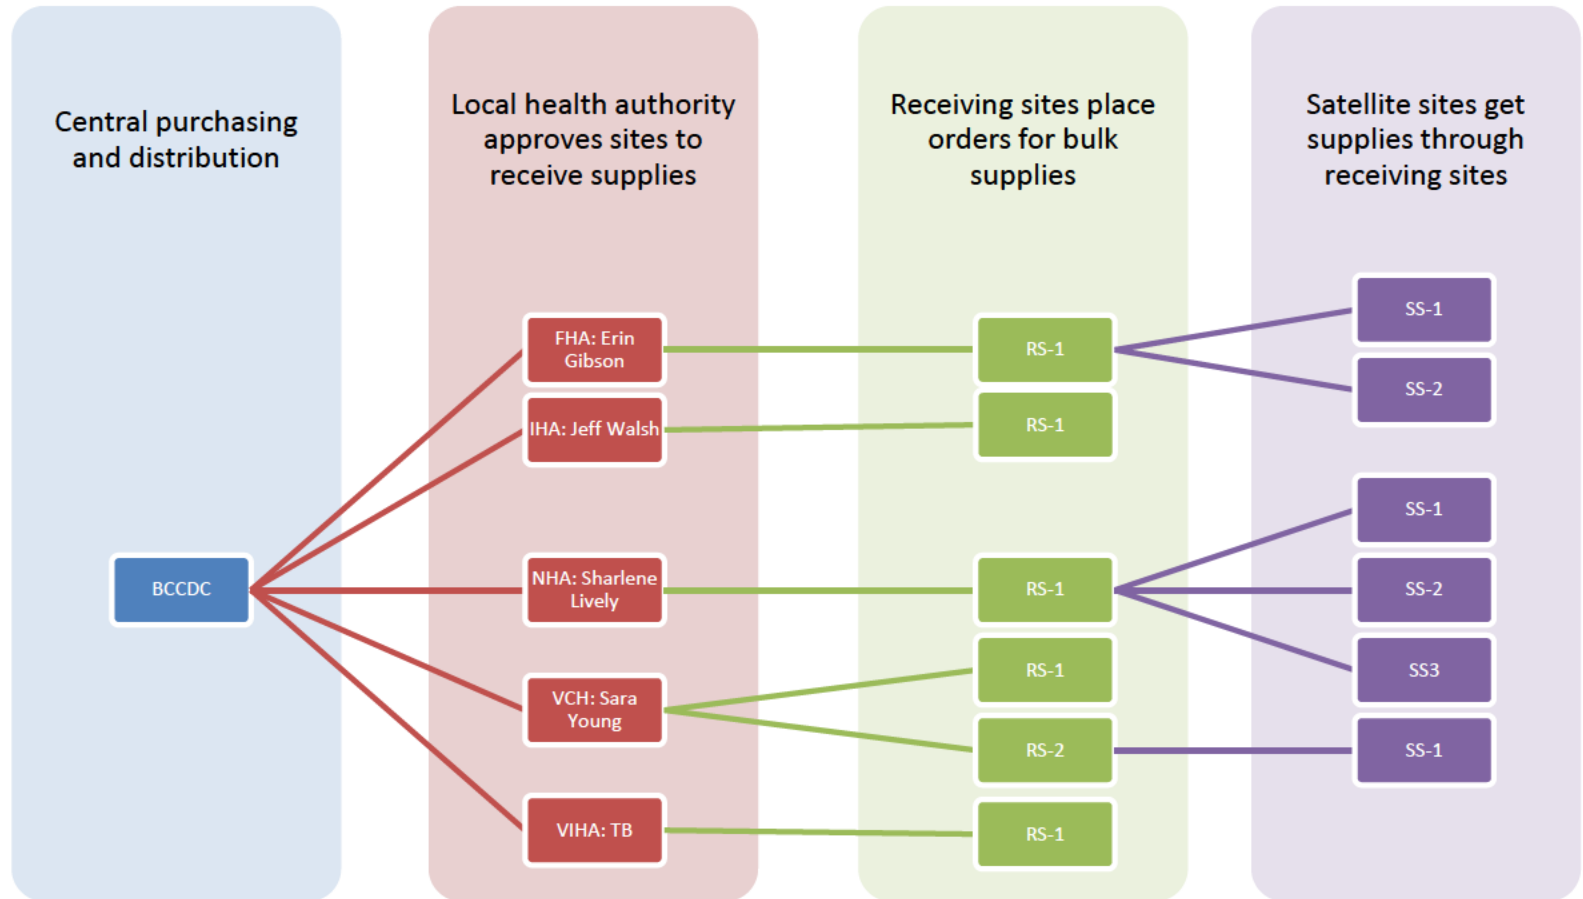 Central purchasing
and distribution
Local health authority
approves sites to
receive supplies
Receiving sites place
orders for bulk
supplies
Satellite sites get
supplies through
receiving sites
BCCDC
FHA: Erin
Gibson
IHA: Jeff Walsh
NHA: Sharlene
Lively
VCH: Sara
Young
VIHA: TB
RS-1
RS-1
RS-1
RS-1
RS-2
RS-1
SS-1
SS-2
SS-1
SS-2
SS3
SS-1